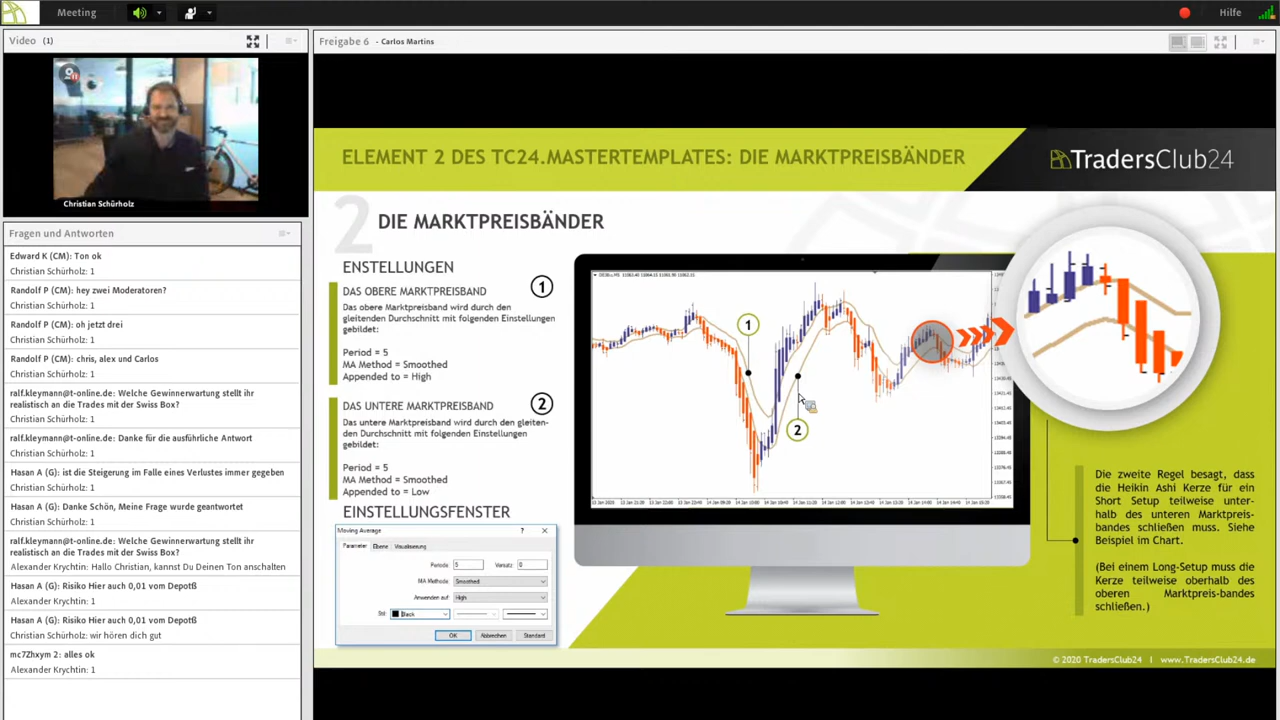 Meeting
Hilfe
Video (1)
Christian Schürholz
Fragen und Antworten
Edward K (CM): Ton ok
Christian Schürholz: 1
Randolf P (CM): hey zwei Moderatoren?
Christian Schürholz: 1
Randolf P (CM): oh jetzt drei
Christian Schürholz: 1
Randolf P (CM): chris, alex und Carlos
Christian Schürholz: 1
ralf.kleymann@t-online.de: Welche Gewinnerwartung stellt ihr
realistisch an die Trades mit der Swiss Box?
Christian Schürholz: 1
ralf.kleymann@t-online.de: Danke für die ausführliche Antwort
Christian Schürholz: 1
Hasan A (G): ist die Steigerung im Falle eines Verlustes immer gegeben
Christian Schürholz: 1
Hasan A (G): Danke Schön, Meine Frage wurde geantwortet
Christian Schürholz: 1
ralf.kleymann@t-online.de: Welche Gewinnerwartung stellt ihr
realistisch an die Trades mit der Swiss Box?
Alexander Krychtin: Hallo Christian, kannst Du Deinen Ton anschalten
Hasan A (G): Risiko Hier auch 0,01 vom Depotß
Alexander Krychtin: 1
Hasan A (G): Risiko Hier auch 0,01 vom Depotß
Christian Schürholz: wir hören dich gut
mc7Zhxym 2: alles ok
Alexander Krychtin: 1
Freigabe 6 - Carlos Martins
ELEMENT 2 DES TC24.MASTERTEMPLATES: DIE MARKTPREISBÄNDER
TradersClub24
2 DIE MARKTPREISBÄNDER
ENSTELLUNGEN
DAS OBERE MARKTPREISBAND 1
Das obere Marktpreisband wird durch den
gleitenden Durchschnitt mit folgenden Einstellungen
gebildet:
Period = 5
MA Method = Smoothed
Appended to = High
DAS UNTERE MARKTPREISBAND 2
Das untere Marktpreisband wird durch den gleiten-
den Durchschnitt mit folgenden Einstellungen
gebildet:
Period = 5
MA Method = Smoothed
Appended to = Low
EINSTELLUNGSFENSTER
Moving Average ? ×
Parameter Ebene Visualisierung
Periode: 5 Versatz: 0
MA Methode: Smoothed
Anwenden auf: High
Stil: Black
OK Abbrechen Standard
1
2
Die zweite Regel besagt, dass
die Heikin Ashi Kerze für ein
Short Setup teilweise unter-
halb des unteren Marktpreis-
bandes schließen muss. Siehe
Beispiel im Chart.
(Bei einem Long-Setup muss die
Kerze teilweise oberhalb des
oberen Marktpreis-bandes
schließen.)
© 2020 TradersClub24 | www.TradersClub24.de